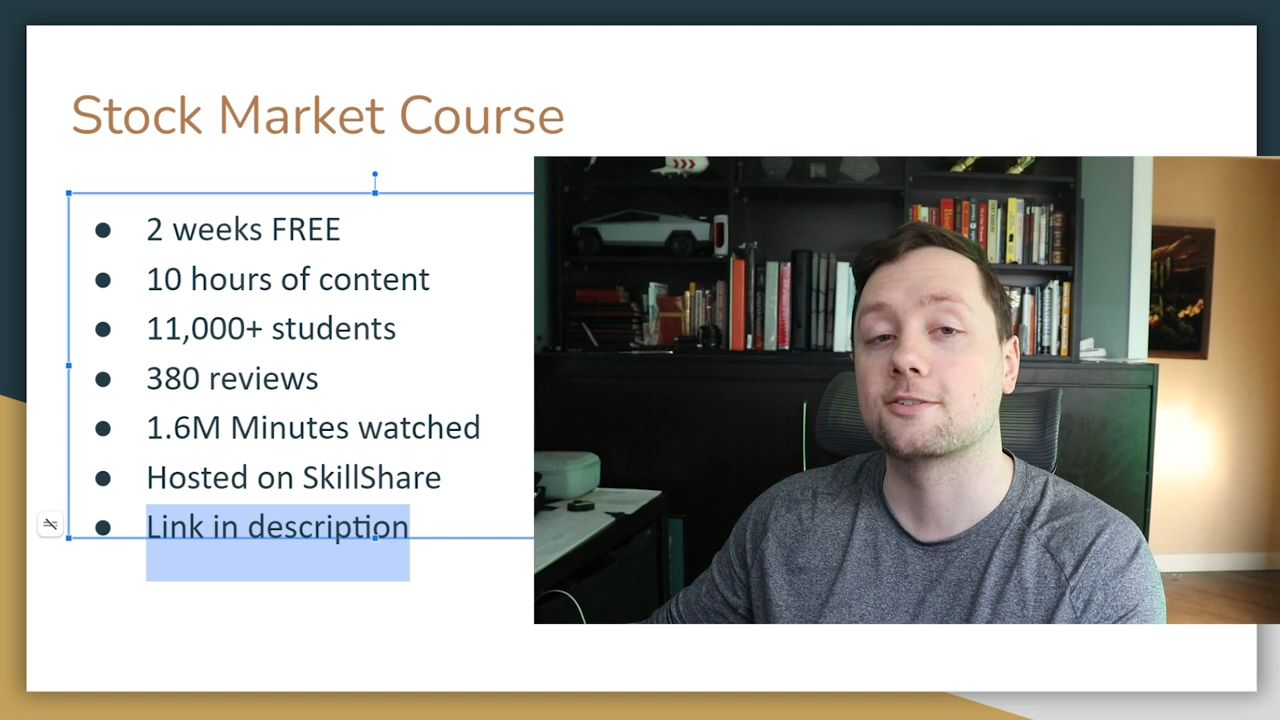 Stock Market Course
2 weeks FREE
10 hours of content
11,000+ students
380 reviews
1.6M Minutes watched
Hosted on SkillShare
Link in description